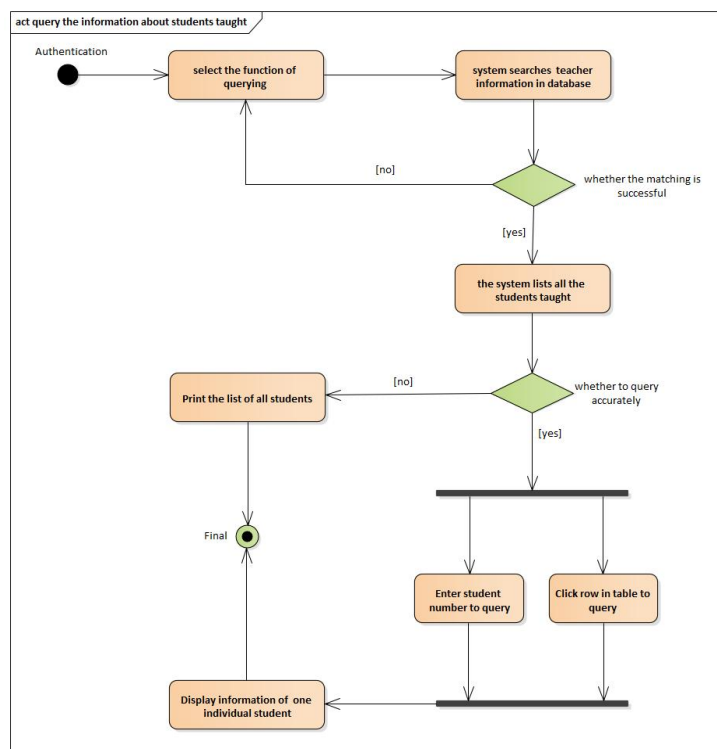 act query the information about students taught
Authentication
select the function of
querying
system searches teacher
information in database
[no]
whether the matching is
successful
[yes]
the system lists all the
students taught
[no]
whether to query
accurately
Print the list of all students
[yes]
Final
Enter student
number to query
Click row in table to
query
Display information of one
individual student